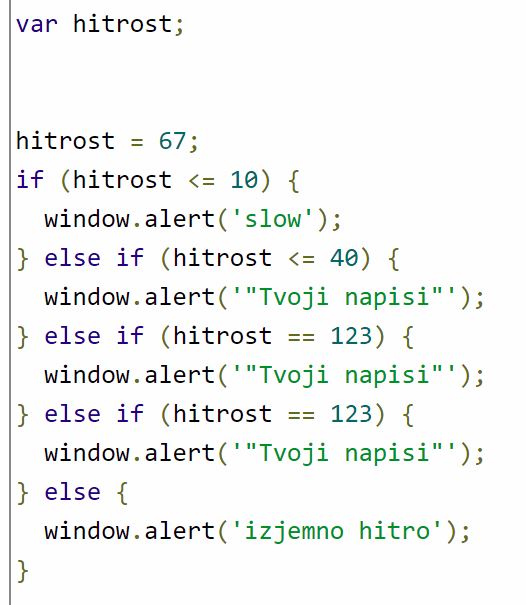 var hitrost;
hitrost = 67;
if (hitrost <= 10) {
  window.alert('slow');
} else if (hitrost <= 40) {
  window.alert('"Tvoji napisi"');
} else if (hitrost == 123) {
  window.alert('"Tvoji napisi"');
} else if (hitrost == 123) {
  window.alert('"Tvoji napisi"');
} else {
  window.alert('izjemno hitro');
}